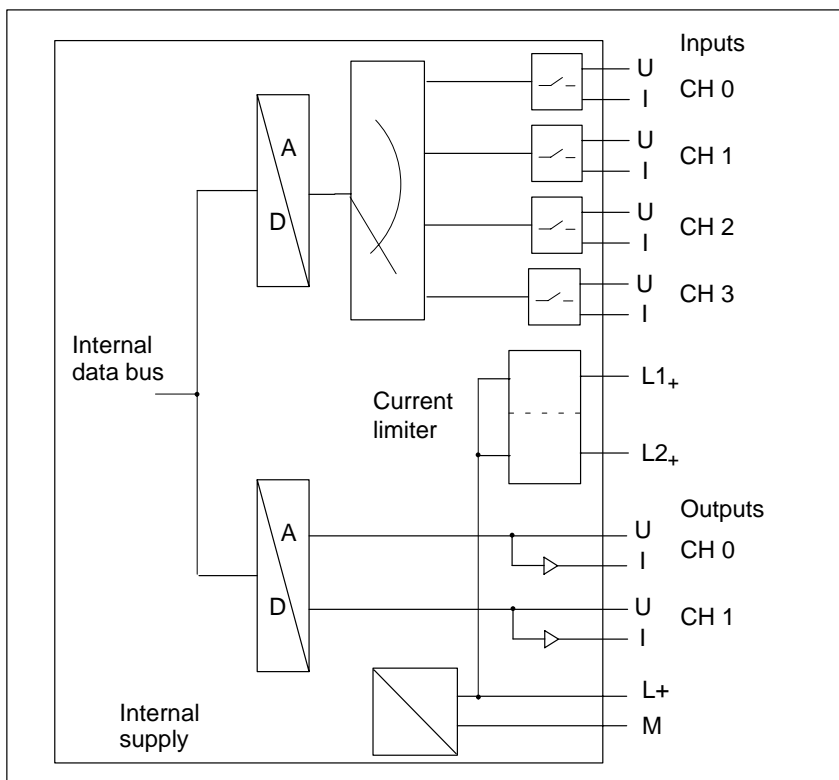 Inputs
U
CH 0
I
A
U
CH 1
I
D
U
CH 2
I
U
CH 3
I
Internal
data bus
Current
limiter
L1+
L2+
Outputs
A
U
CH 0
I
D
U
CH 1
I
L+
Internal
supply
M